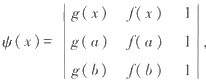 g(x) f(x) 1
ψ(x) = g(a) f(a) 1 ,
g(b) f(b) 1